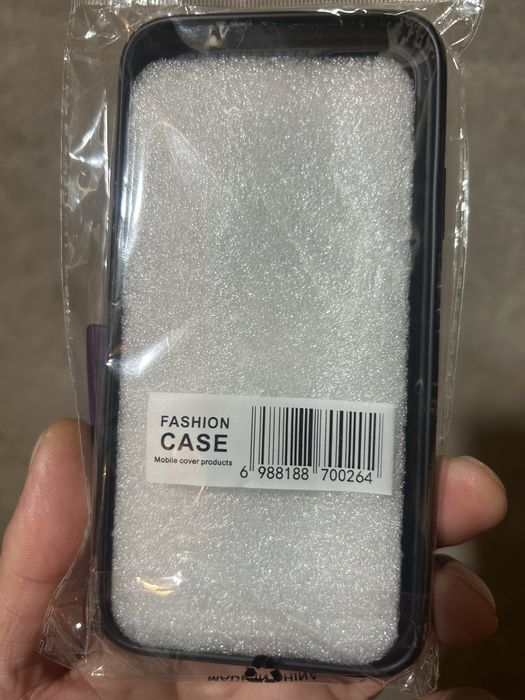 FASHION
CASE
Mobile cover products
6 988188 700264